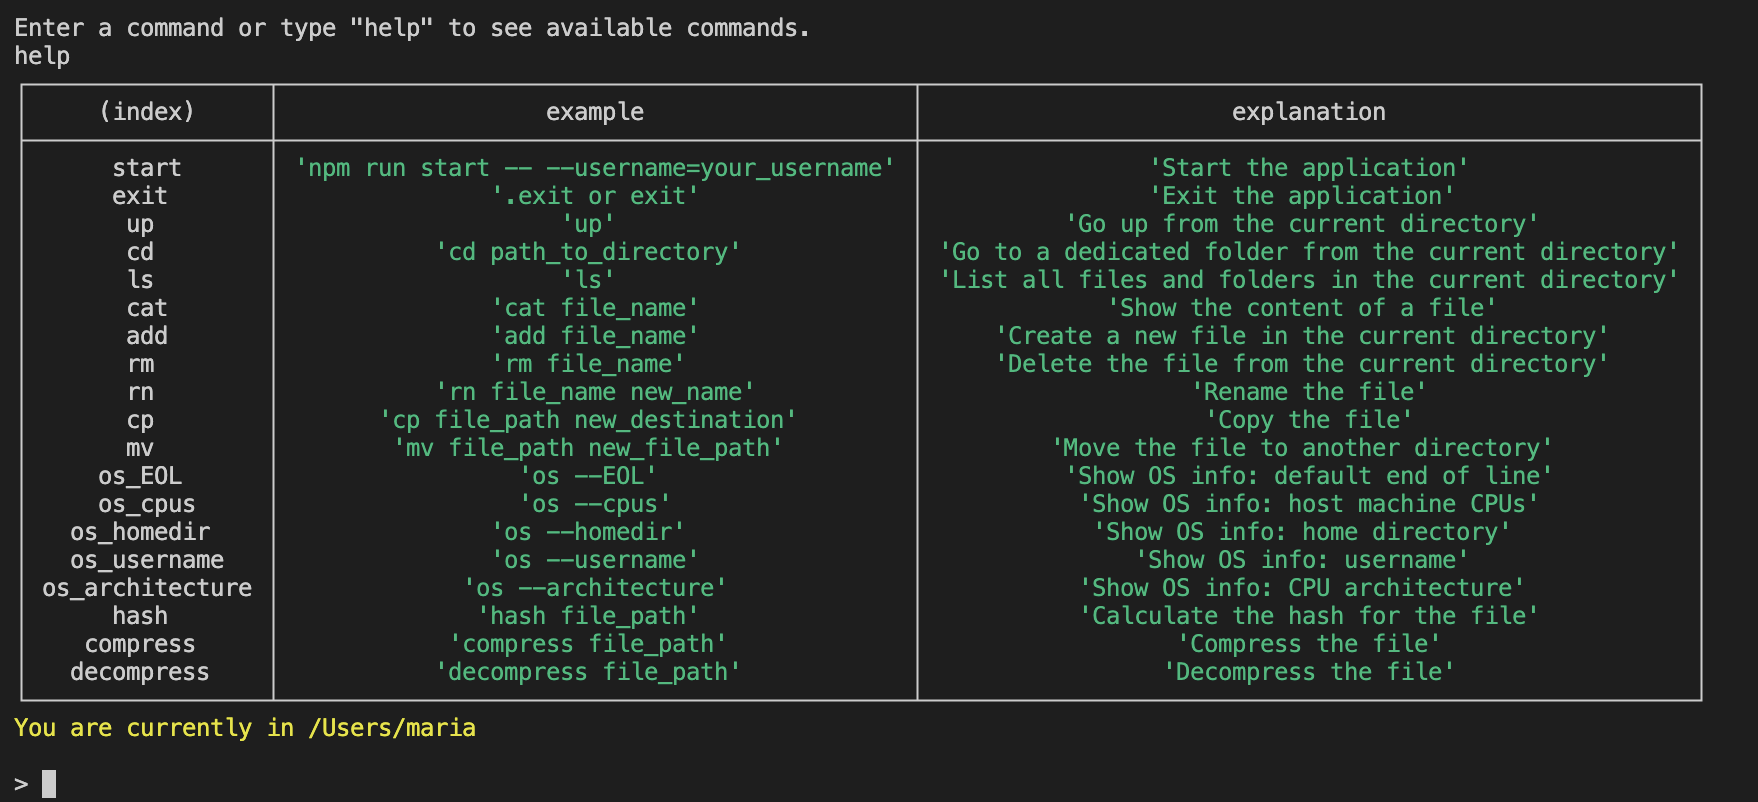 Enter a command or type "help" to see available commands.
help
(index) example explanation
start 'npm run start -- --username=your_username' 'Start the application'
exit '.exit or exit' 'Exit the application'
up 'up' 'Go up from the current directory'
cd 'cd path_to_directory' 'Go to a dedicated folder from the current directory'
ls 'ls' 'List all files and folders in the current directory'
cat 'cat file_name' 'Show the content of a file'
add 'add file_name' 'Create a new file in the current directory'
rm 'rm file_name' 'Delete the file from the current directory'
rn 'rn file_name new_name' 'Rename the file'
cp 'cp file_path new_destination' 'Copy the file'
mv 'mv file_path new_file_path' 'Move the file to another directory'
os_EOL 'os --EOL' 'Show OS info: default end of line'
os_cpus 'os --cpus' 'Show OS info: host machine CPUs'
os_homedir 'os --homedir' 'Show OS info: home directory'
os_username 'os --username' 'Show OS info: username'
os_architecture 'os --architecture' 'Show OS info: CPU architecture'
hash 'hash file_path' 'Calculate the hash for the file'
compress 'compress file_path' 'Compress the file'
decompress 'decompress file_path' 'Decompress the file'
You are currently in /Users/maria
>